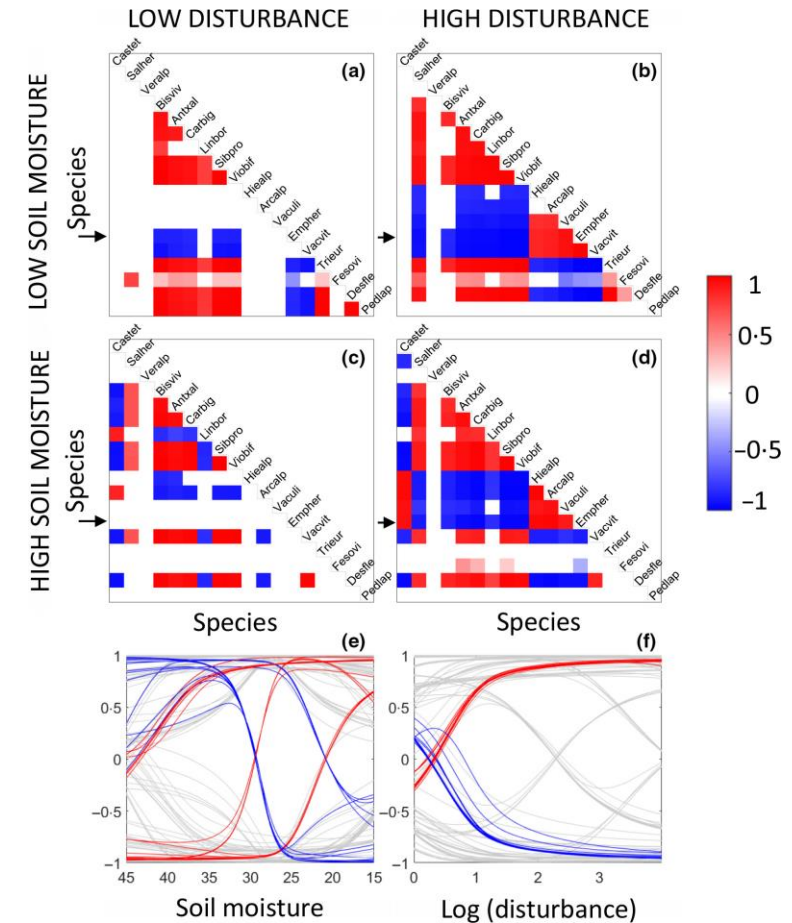 LOW DISTURBANCE
HIGH DISTURBANCE
LOW SOIL MOISTURE
Species
(a)
Castet
Salher
Veralp
Bisviv
Antxal
Carbig
Linbor
Sibpro
Viobif
Hiealp
Arcalp
Vaculi
Empher
Vacvit
Trieur
Fesovi
Desfle
Pedlap
(b)
Castet
Salher
Veralp
Bisviv
Antxal
Carbig
Linbor
Sibpro
Viobif
Hiealp
Arcalp
Vaculi
Empher
Vacvit
Trieur
Fesovi
Desfle
Pedlap
HIGH SOIL MOISTURE
Species
(c)
Castet
Salher
Veralp
Bisviv
Antxal
Carbig
Linbor
Sibpro
Viobif
Hiealp
Arcalp
Vaculi
Empher
Vacvit
Trieur
Fesovi
Desfle
Pedlap
Species
(d)
Castet
Salher
Veralp
Bisviv
Antxal
Carbig
Linbor
Sibpro
Viobif
Hiealp
Arcalp
Vaculi
Empher
Vacvit
Trieur
Fesovi
Desfle
Pedlap
Species
1
0·5
0
−0·5
−1
(e)
1
0·5
0
−0·5
−1
45 40 35 30 25 20 15
Soil moisture
(f)
1
0·5
0
−0·5
−1
0 1 2 3
Log (disturbance)